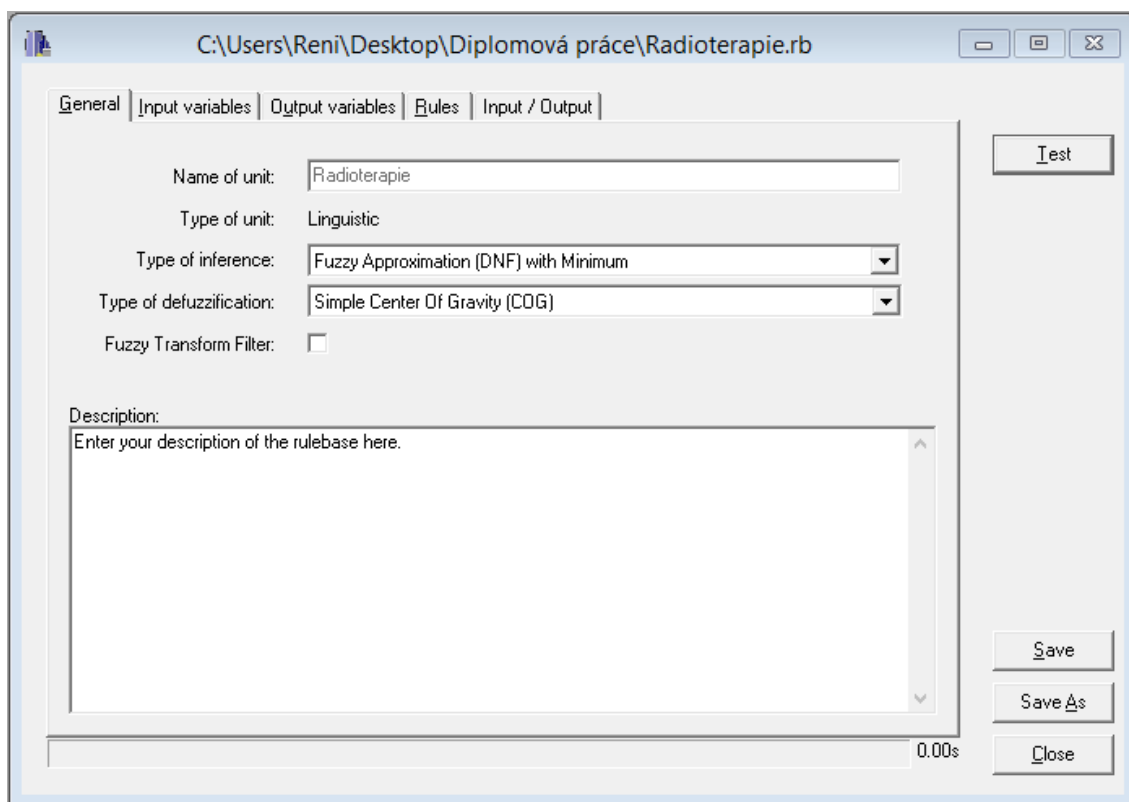 C:\Users\Reni\Desktop\Diplomová práce\Radioterapie.rb
General Input variables Output variables Rules Input / Output
Test
Name of unit: Radioterapie
Type of unit: Linguistic
Type of inference: Fuzzy Approximation (DNF) with Minimum
Type of defuzzification: Simple Center Of Gravity (COG)
Fuzzy Transform Filter:
Description:
Enter your description of the rulebase here.
Save
Save As
0.00s
Close